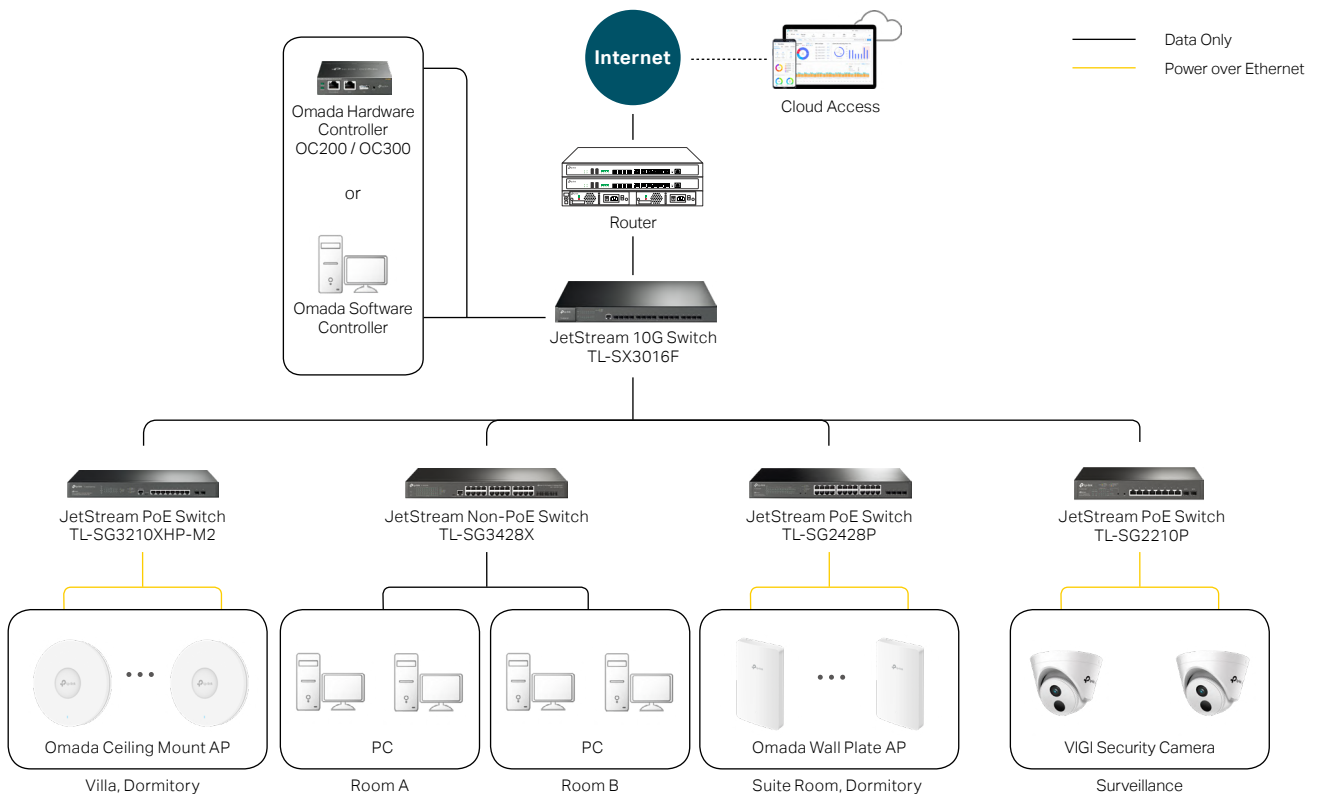 Internet
Cloud Access
Data Only
Power over Ethernet
Omada Hardware
Controller
OC200 / OC300
or
Omada Software
Controller
Router
JetStream 10G Switch
TL-SX3016F
JetStream PoE Switch
TL-SG3210XHP-M2
JetStream Non-PoE Switch
TL-SG3428X
JetStream PoE Switch
TL-SG2428P
JetStream PoE Switch
TL-SG2210P
Omada Ceiling Mount AP
PC
PC
Omada Wall Plate AP
VIGI Security Camera
Villa, Dormitory
Room A
Room B
Suite Room, Dormitory
Surveillance